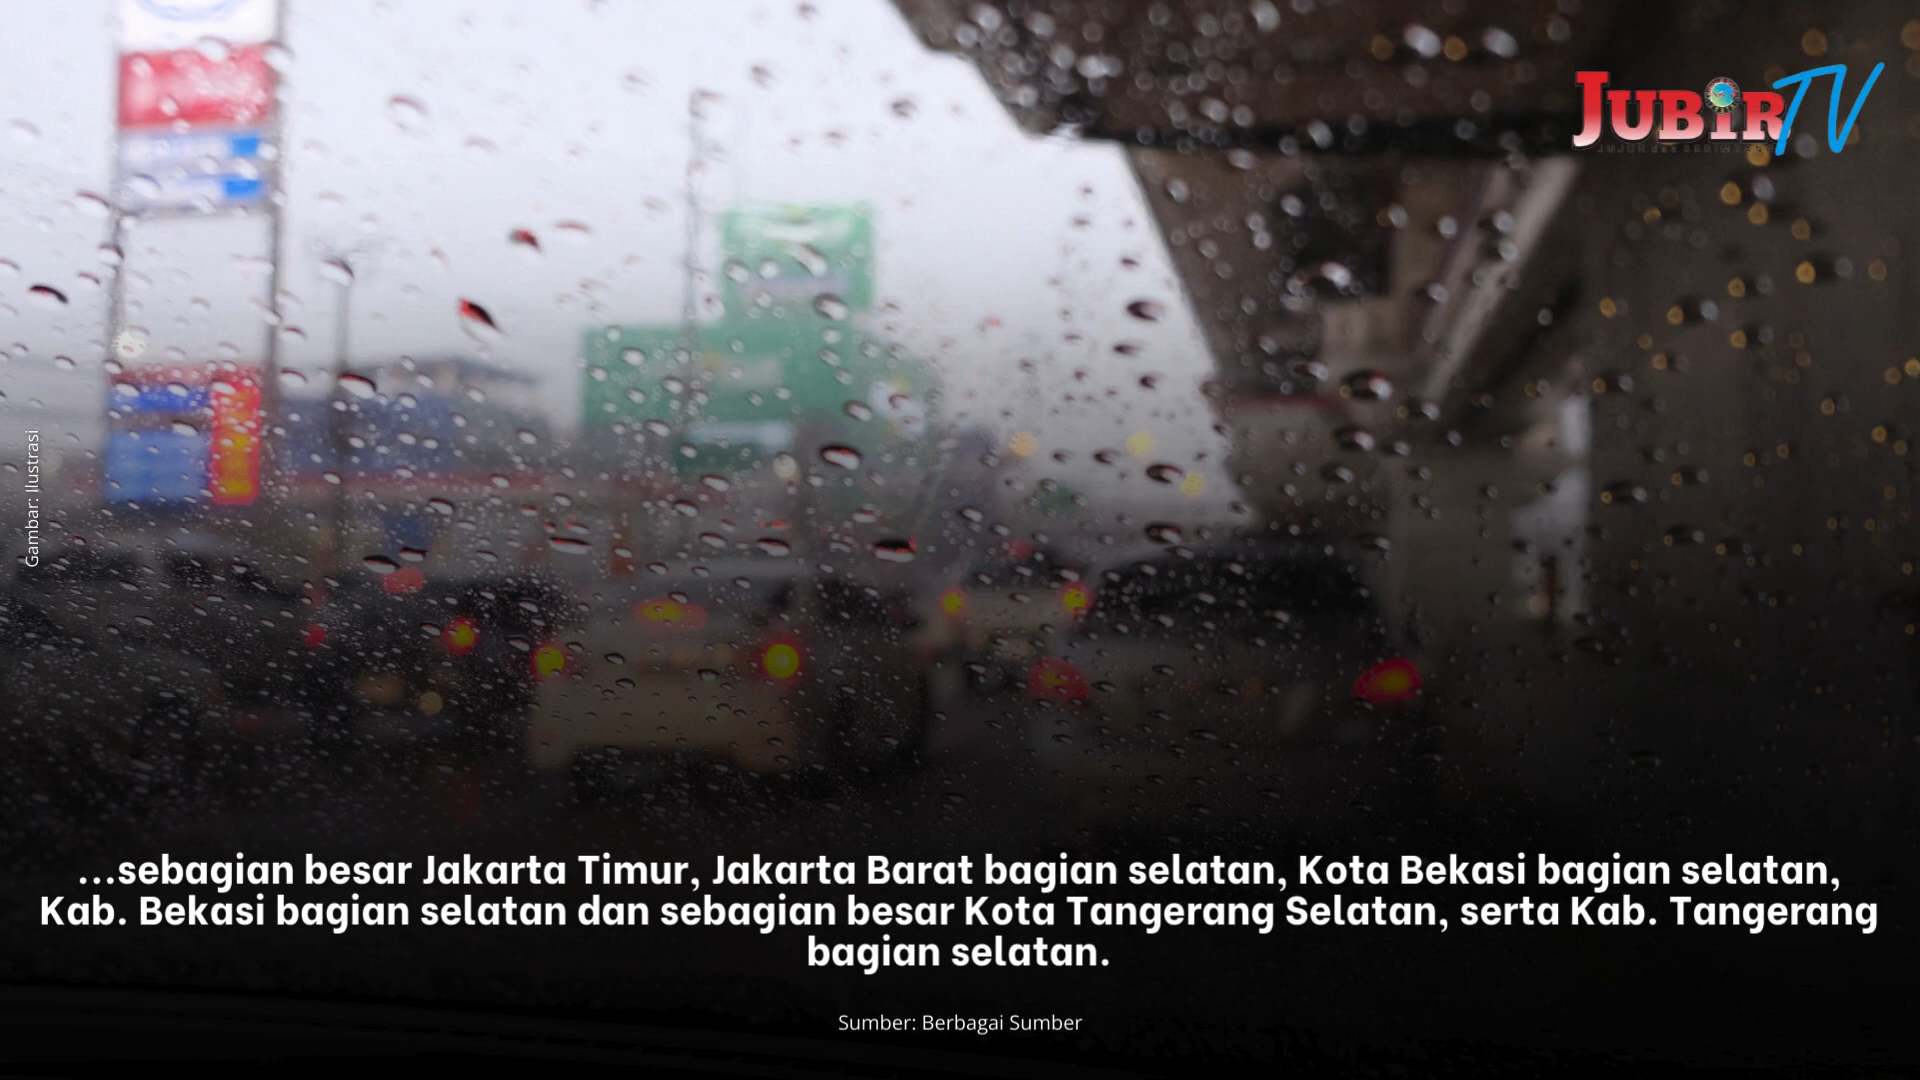 JUBIR TV
Gambar: Ilustrasi
...sebagian besar Jakarta Timur, Jakarta Barat bagian selatan, Kota Bekasi bagian selatan,
Kab. Bekasi bagian selatan dan sebagian besar Kota Tangerang Selatan, serta Kab. Tangerang
bagian selatan.
Sumber: Berbagai Sumber